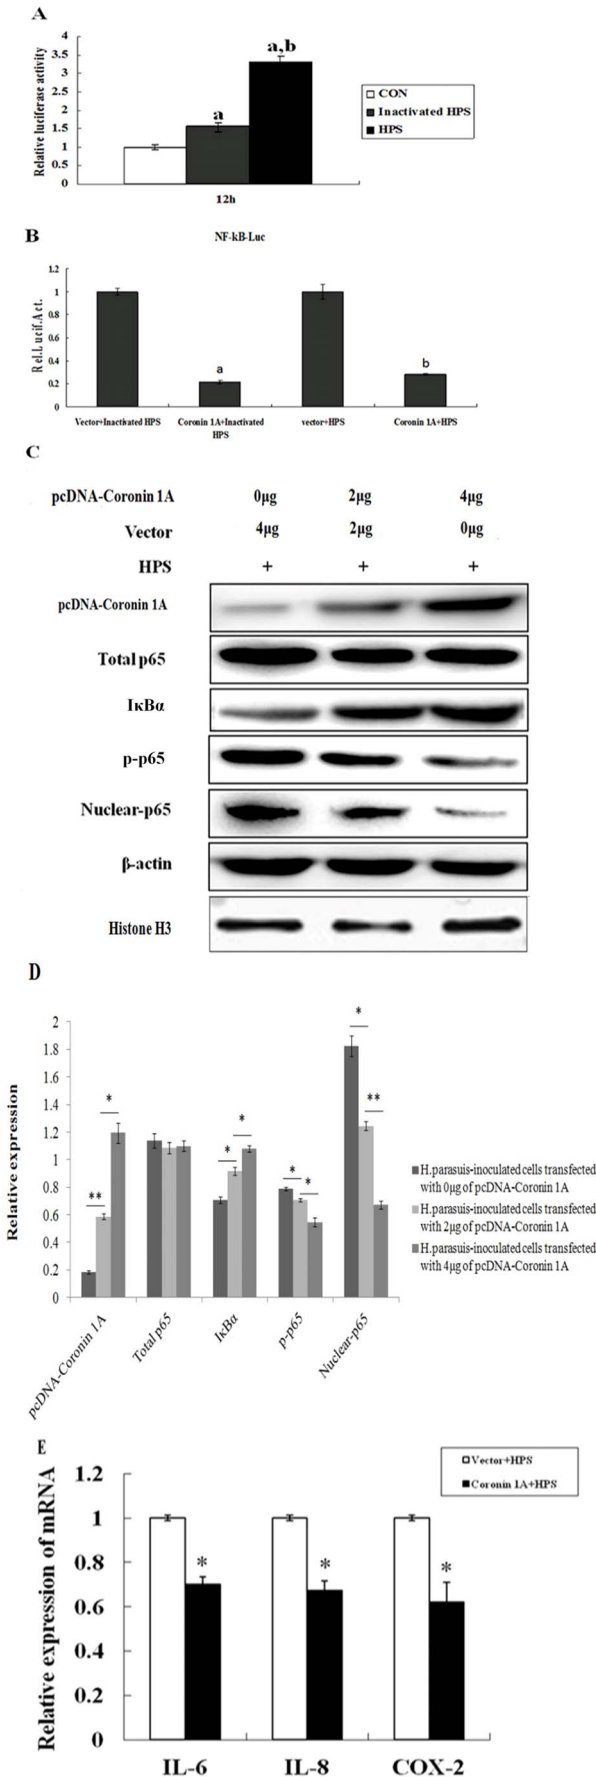 A
4
3.5
3
2.5
2
1.5
1
0.5
0
Relative luciferase activity
a
a,b
CON
Inactivated HPS
HPS
12h
B
NF-kB-Luc
1.2
1
0.8
0.6
0.4
0.2
0
Rel.Lucif.Act.
a
b
Vector+Inactivated HPS
Coronin 1A+Inactivated
HPS
vector+HPS
Coronin 1A+HPS
C
pcDNA-Coronin 1A 0μg 2μg 4μg
Vector 4μg 2μg 0μg
HPS + + +
pcDNA-Coronin 1A
Total p65
IκBα
p-p65
Nuclear-p65
β-actin
Histone H3
D
2
1.8
1.6
1.4
1.2
1
0.8
0.6
0.4
0.2
0
Relative expression
** *
* *
* *
* **
pcDNA-Coronin 1A
Total p65
IκBα
p-p65
Nuclear-p65
H.parasuis-inoculated cells transfected
with 0μg of pcDNA-Coronin 1A
H.parasuis-inoculated cells transfected
with 2μg of pcDNA-Coronin 1A
H.parasuis-inoculated cells transfected
with 4μg of pcDNA-Coronin 1A
E
Vector+HPS
Coronin 1A+HPS
1.2
1
0.8
0.6
0.4
0.2
0
Relative expression of mRNA
* * *
IL-6 IL-8 COX-2